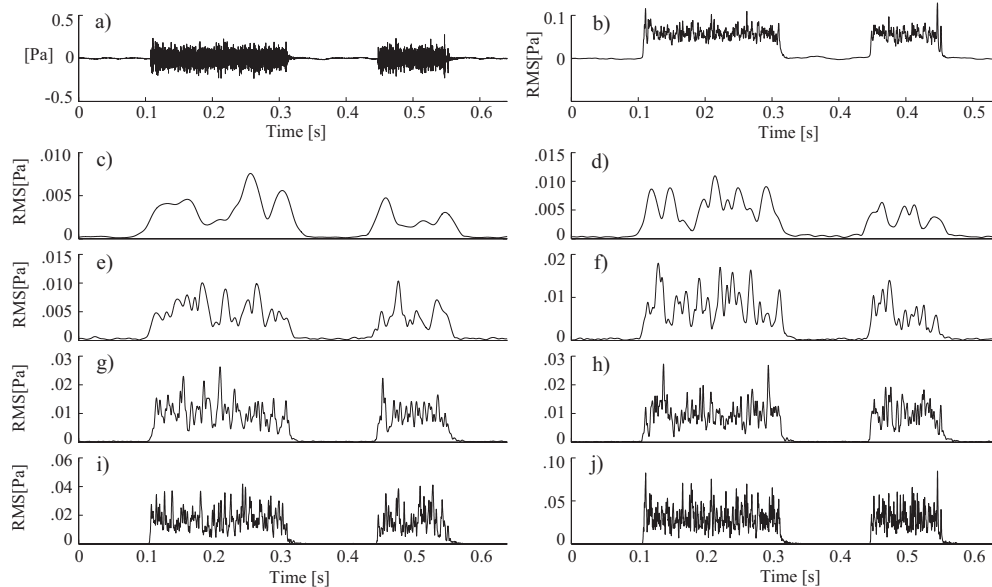 a)
0.5
[Pa]
0
-0.5
0 0.1 0.2 0.3 0.4 0.5 0.6
Time [s]
b)
0.1
RMS[Pa]
0
0 0.1 0.2 0.3 0.4 0.4 0.5
Time [s]
c)
.010
RMS[Pa]
.005
0
d)
.015
.010
.005
0
e)
.015
RMS[Pa]
.010
.005
0
f)
.02
.01
0
g)
.03
RMS[Pa]
.02
.01
0
h)
.03
.02
.01
0
i)
.06
RMS[Pa]
.04
.02
0
0 0.1 0.2 0.3 0.4 0.5 0.6
Time [s]
j)
.10
.05
0
0 0.1 0.2 0.3 0.4 0.5 0.6
Time [s]